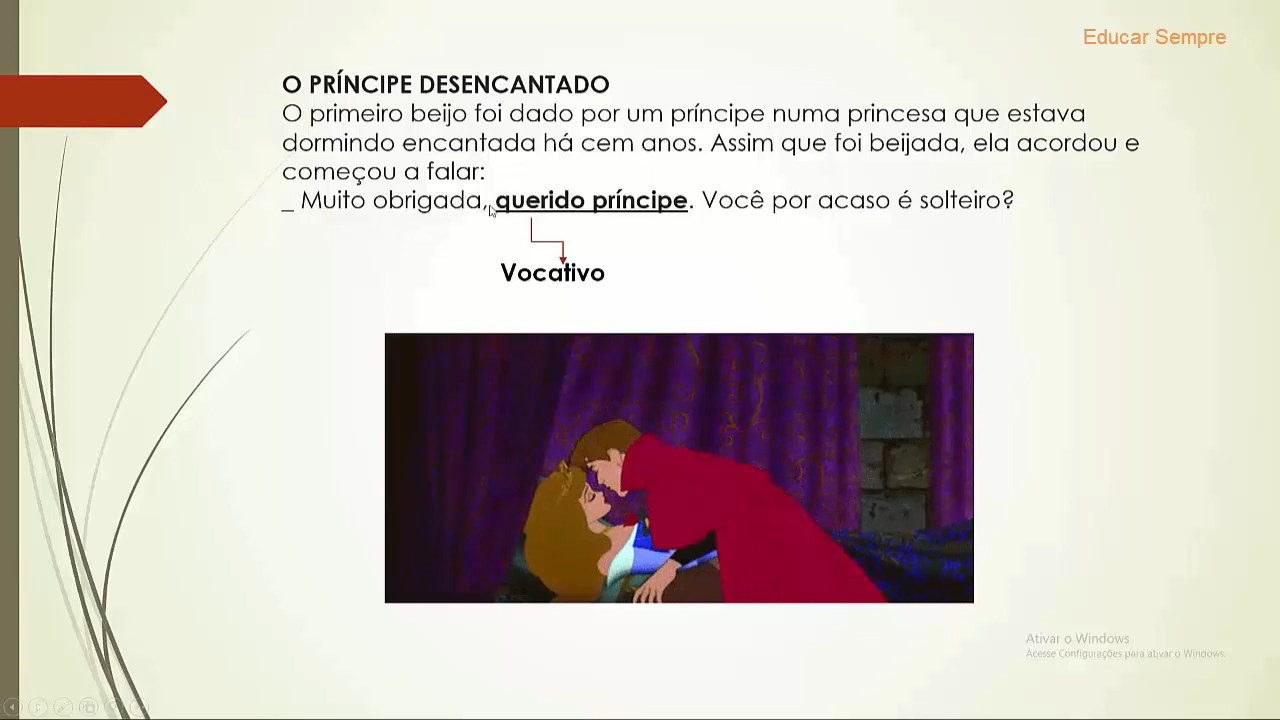 Educar Sempre
O PRÍNCIPE DESENCANTADO
O primeiro beijo foi dado por um príncipe numa princesa que estava
dormindo encantada há cem anos. Assim que foi beijada, ela acordou e
começou a falar:
_ Muito obrigada, querido príncipe. Você por acaso é solteiro?
Vocativo
Ativar o Windows
Acesse Configurações para ativar o Windows.